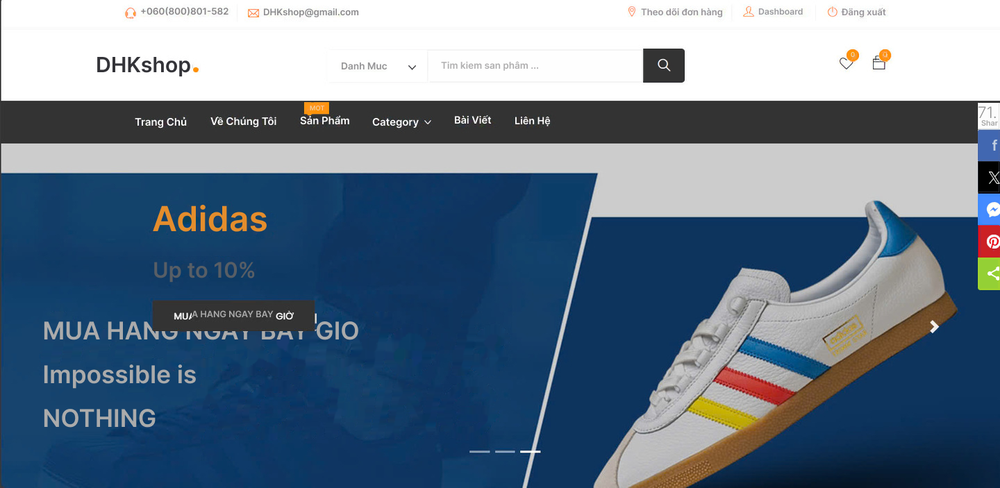 +060(800)801-582
DHKshop@gmail.com
Theo dõi đơn hàng
Dashboard
Đăng xuất
DHKshop.
Danh Muc
Tim kiem san phâm ...
0
0
MOT
Trang Chủ
Về Chúng Tôi
Sản Phẩm
Category
Bài Viết
Liên Hệ
71.
Shar
Adidas
Up to 10%
MUA HANG NGAY BAY GIỜ
MUA HANG NGAY BAY GIO
Impossible is
NOTHING
adidas